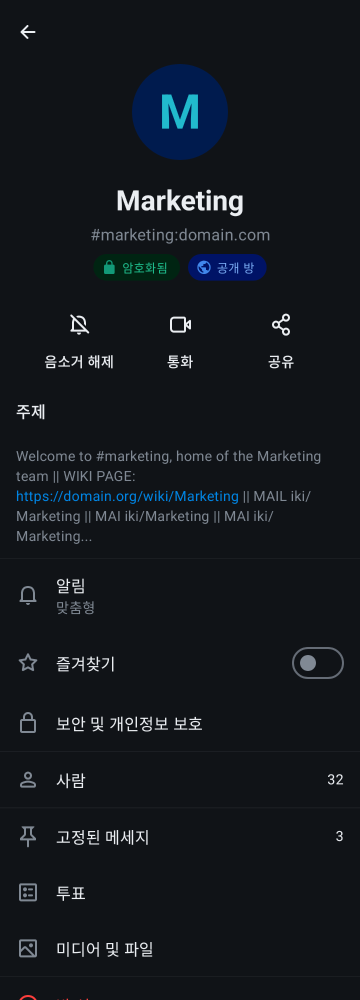 M
Marketing
#marketing:domain.com
암호화됨 공개 방
음소거 해제 통화 공유
주제
Welcome to #marketing, home of the Marketing
team || WIKI PAGE:
https://domain.org/wiki/Marketing || MAIL iki/
Marketing || MAI iki/Marketing || MAI iki/
Marketing...
알림
맞춤형
즐겨찾기
보안 및 개인정보 보호
사람 32
고정된 메세지 3
투표
미디어 및 파일